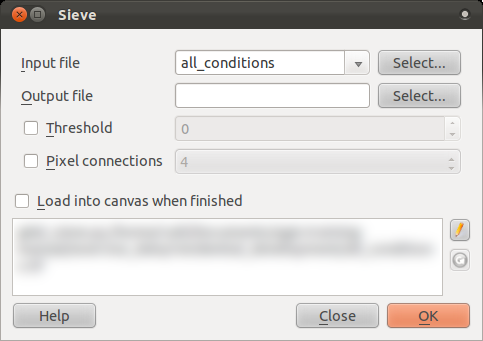 Sieve
Input file all_conditions Select...
Output file Select...
Threshold 0
Pixel connections 4
Load into canvas when finished
Help Close OK